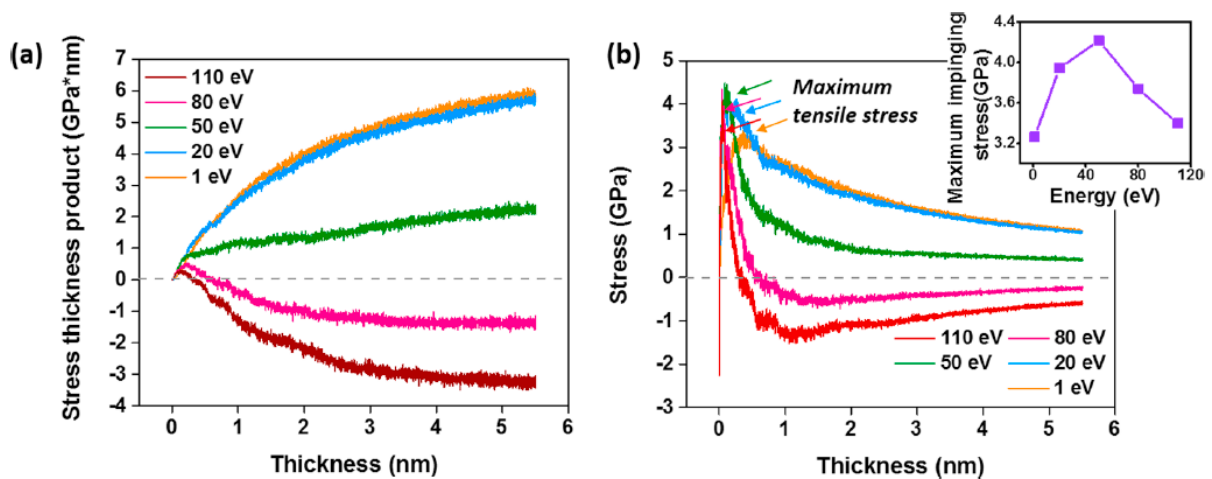 (a)
Stress thickness product (GPa*nm)
7
6
5
4
3
2
1
0
-1
-2
-3
-4
110 eV
80 eV
50 eV
20 eV
1 eV
0 1 2 3 4 5 6
Thickness (nm)
(b)
Stress (GPa)
5
4
3
2
1
0
-1
-2
-3
Maximum
tensile stress
110 eV 80 eV
50 eV 20 eV
1 eV
0 1 2 3 4 5 6
Thickness (nm)
Maximum impinging
stress(GPa)
4.4
4.0
3.6
3.2
0 40 80 120
Energy (eV)